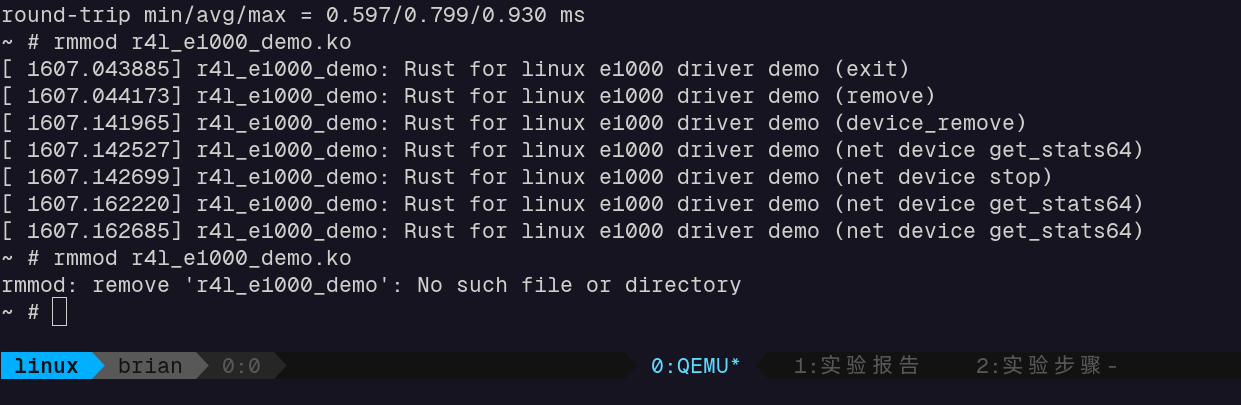 round-trip min/avg/max = 0.597/0.799/0.930 ms
~ # rmmod r4l_e1000_demo.ko
[ 1607.043885] r4l_e1000_demo: Rust for linux e1000 driver demo (exit)
[ 1607.044173] r4l_e1000_demo: Rust for linux e1000 driver demo (remove)
[ 1607.141965] r4l_e1000_demo: Rust for linux e1000 driver demo (device_remove)
[ 1607.142527] r4l_e1000_demo: Rust for linux e1000 driver demo (net device get_stats64)
[ 1607.142699] r4l_e1000_demo: Rust for linux e1000 driver demo (net device stop)
[ 1607.162220] r4l_e1000_demo: Rust for linux e1000 driver demo (net device get_stats64)
[ 1607.162685] r4l_e1000_demo: Rust for linux e1000 driver demo (net device get_stats64)
~ # rmmod r4l_e1000_demo.ko
rmmod: remove 'r4l_e1000_demo': No such file or directory
~ #
linux brian 0:0 0:QEMU* 1:实验报告 2:实验步骤-